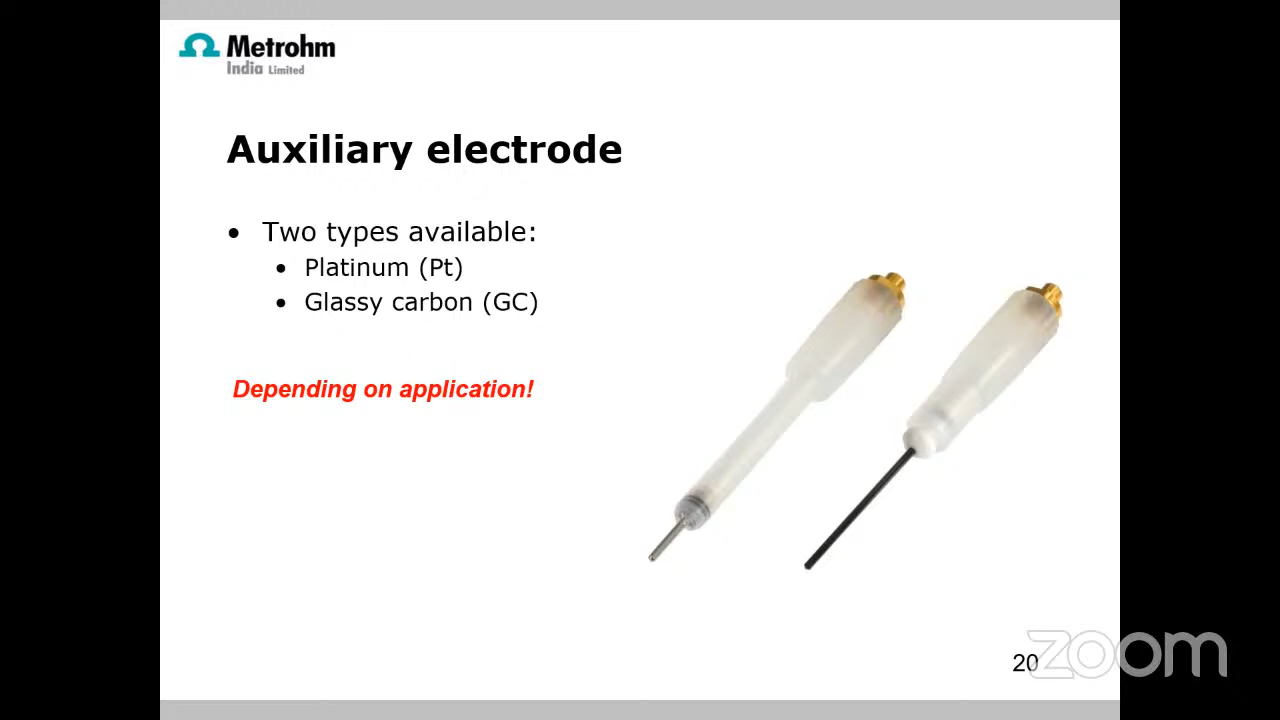 Metrohm
India Limited
Auxiliary electrode
• Two types available:
• Platinum (Pt)
• Glassy carbon (GC)
Depending on application!
20
zoom